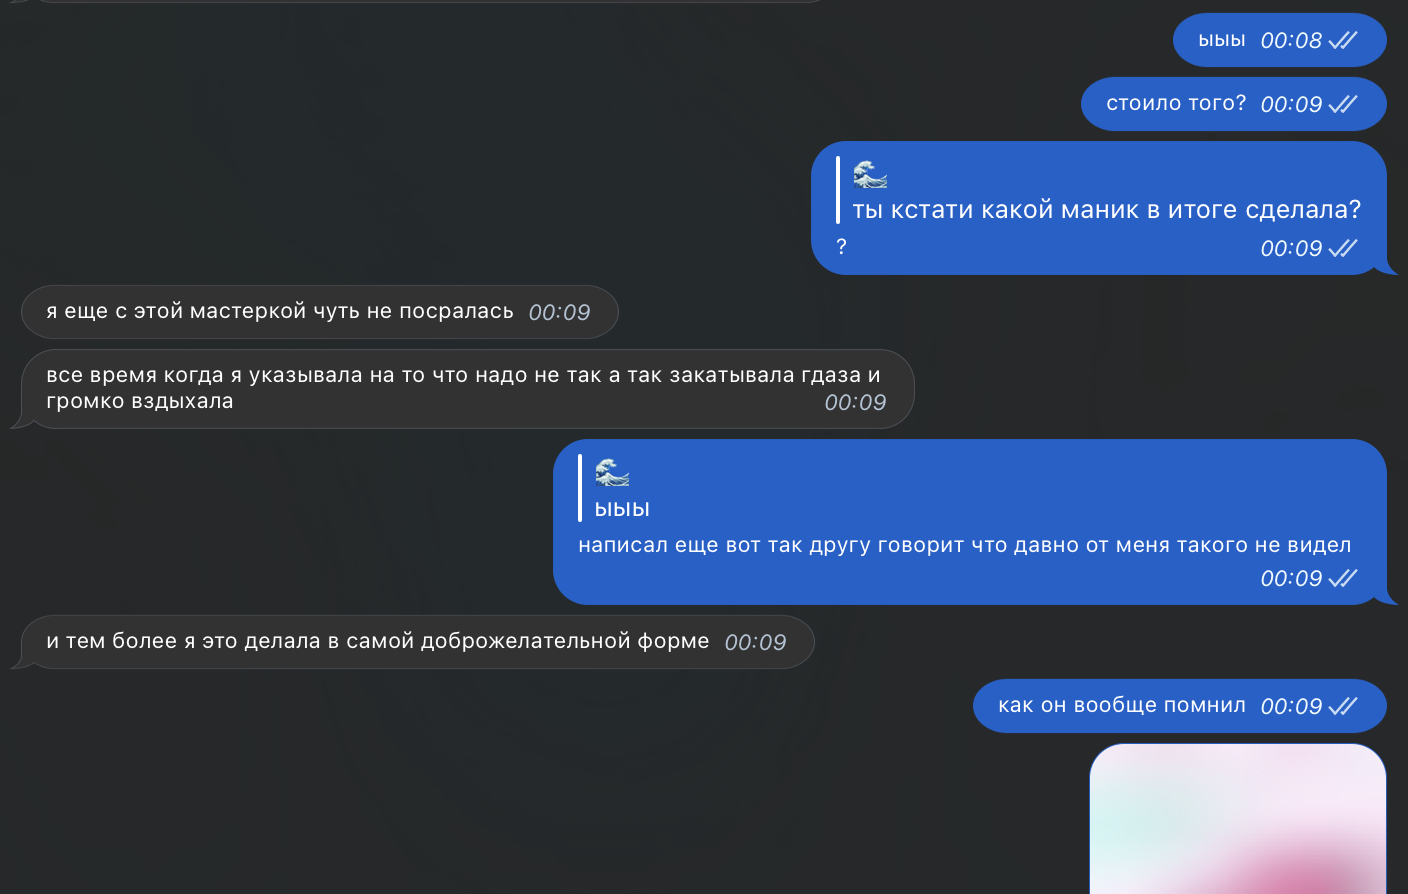 ыыы 00:08
стоило того? 00:09
🌊
ты кстати какой маник в итоге сделала?
? 00:09
я еще с этой мастеркой чуть не посралась 00:09
все время когда я указывала на то что надо не так а так закатывала гдаза и
громко вздыхала 00:09
🌊
ыыы
написал еще вот так другу говорит что давно от меня такого не видел
00:09
и тем более я это делала в самой доброжелательной форме 00:09
как он вообще помнил 00:09